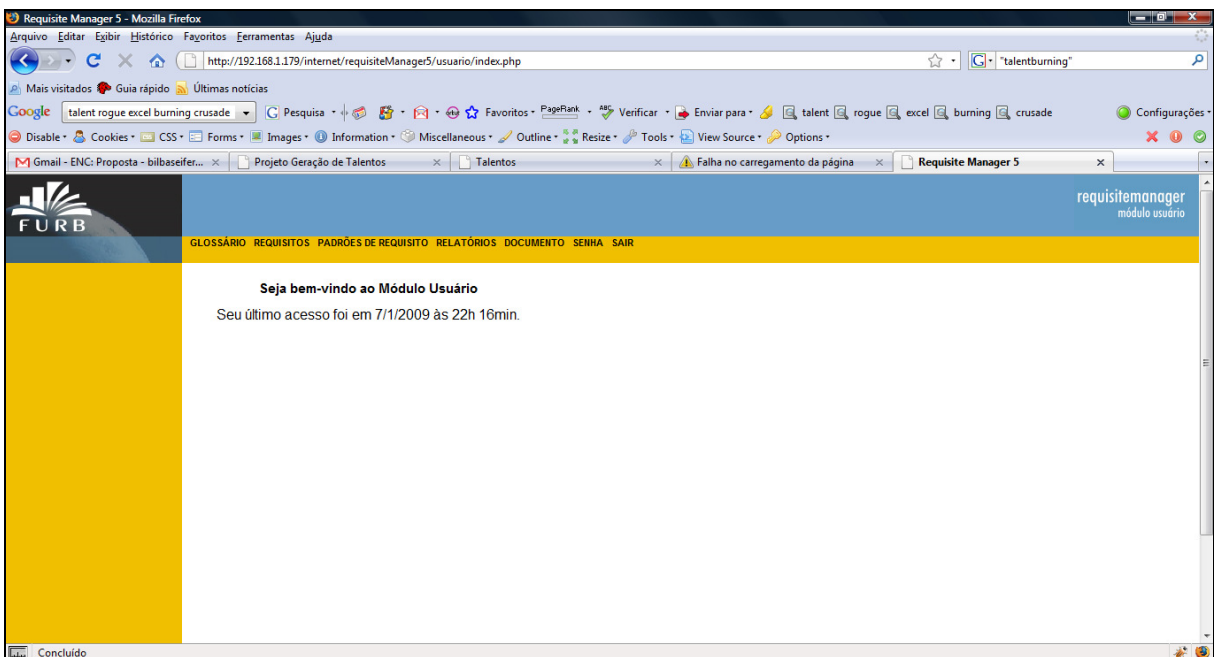 Requisite Manager 5 - Mozilla Firefox
Arquivo Editar Exibir Histórico Favoritos Ferramentas Ajuda
http://192.168.1.179/internet/requisiteManager5/usuario/index.php G "talentburning"
Mais visitados Guia rápido Últimas notícias
Google talent rogue excel burning crusade G Pesquisa Favoritos PageRank ABC Verificar Enviar para talent rogue excel burning crusade Configurações
Disable Cookies CSS Forms Images Information Miscellaneous Outline Resize Tools View Source Options
Gmail - ENC: Proposta - bilbaseifer... Projeto Geração de Talentos Talentos Falha no carregamento da página Requisite Manager 5
FURB
requisitemanager
módulo usuário
GLOSSÁRIO REQUISITOS PADRÕES DE REQUISITO RELATÓRIOS DOCUMENTO SENHA SAIR
Seja bem-vindo ao Módulo Usuário
Seu último acesso foi em 7/1/2009 às 22h 16min.
Concluído